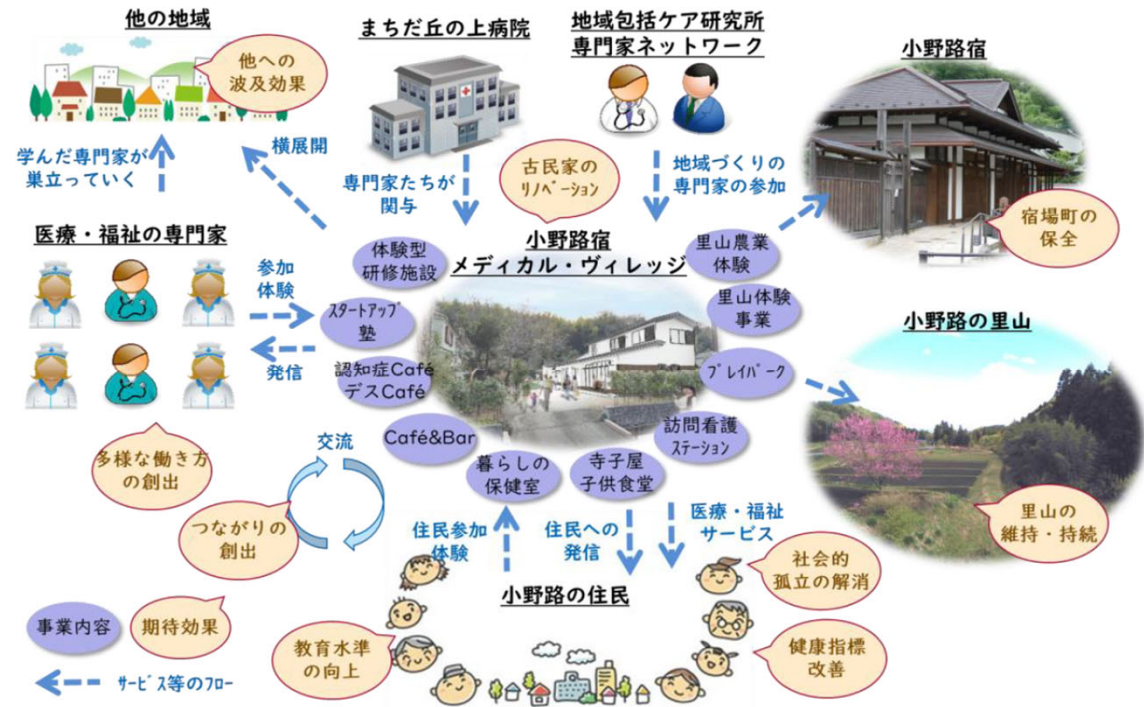 他の地域
他への
波及効果
まちだ丘の上病院
地域包括ケア研究所
専門家ネットワーク
小野路宿
学んだ専門家が
巣立っていく
横展開
専門家たちが
関与
古民家の
ﾘﾉﾍﾞｰｼｮﾝ
地域づくりの
専門家の参加
宿場町の
保全
医療・福祉の専門家
参加
体験
発信
小野路宿
メディカル・ヴィレッジ
体験型
研修施設
ｽﾀｰﾄｱｯﾌﾟ
塾
認知症Café
デスCafé
Café&Bar
暮らしの
保健室
寺子屋
子供食堂
訪問看護
ｽﾃｰｼｮﾝ
ﾌﾟﾚｲﾊﾟｰｸ
里山体験
事業
里山農業
体験
小野路の里山
里山の
維持・持続
多様な働き方
の創出
交流
つながりの
創出
住民参加
体験
住民への
発信
医療・福祉
サービス
小野路の住民
社会的
孤立の解消
教育水準
の向上
健康指標
改善
事業内容
期待効果
ｻｰﾋﾞｽ等のﾌﾛｰ